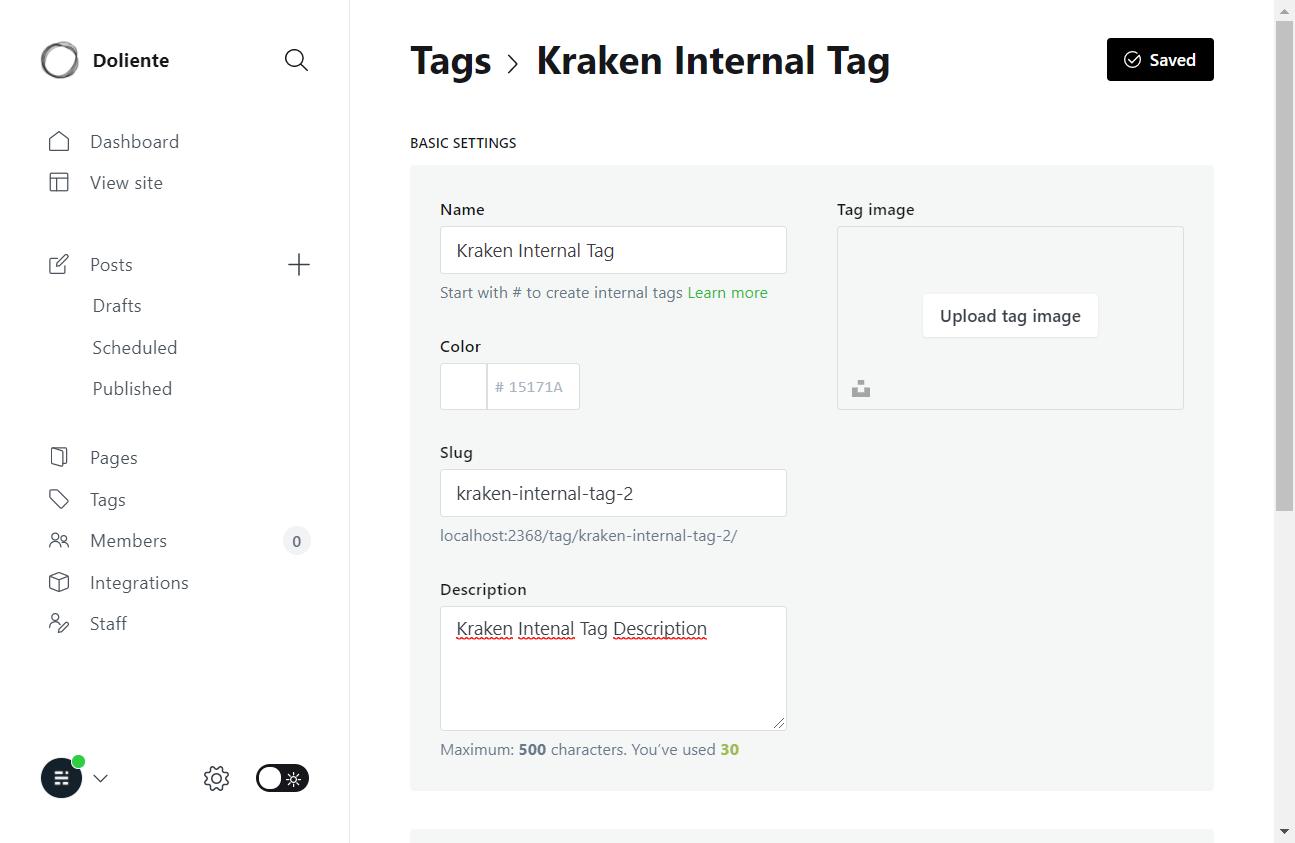 Doliente
Dashboard
View site
Posts
Drafts
Scheduled
Published
Pages
Tags
Members 0
Integrations
Staff
Tags > Kraken Internal Tag
Saved
BASIC SETTINGS
Name
Kraken Internal Tag
Start with # to create internal tags Learn more
Color
# 15171A
Slug
kraken-internal-tag-2
localhost:2368/tag/kraken-internal-tag-2/
Description
Kraken Intenal Tag Description
Maximum: 500 characters. You’ve used 30
Tag image
Upload tag image